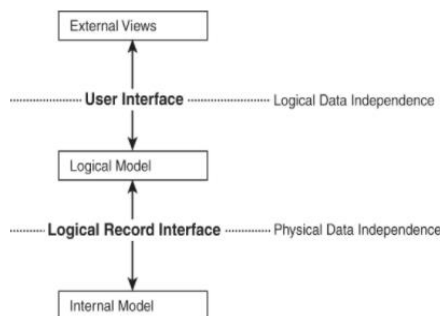 External Views
User Interface
Logical Data Independence
Logical Model
Logical Record Interface
Physical Data Independence
Internal Model